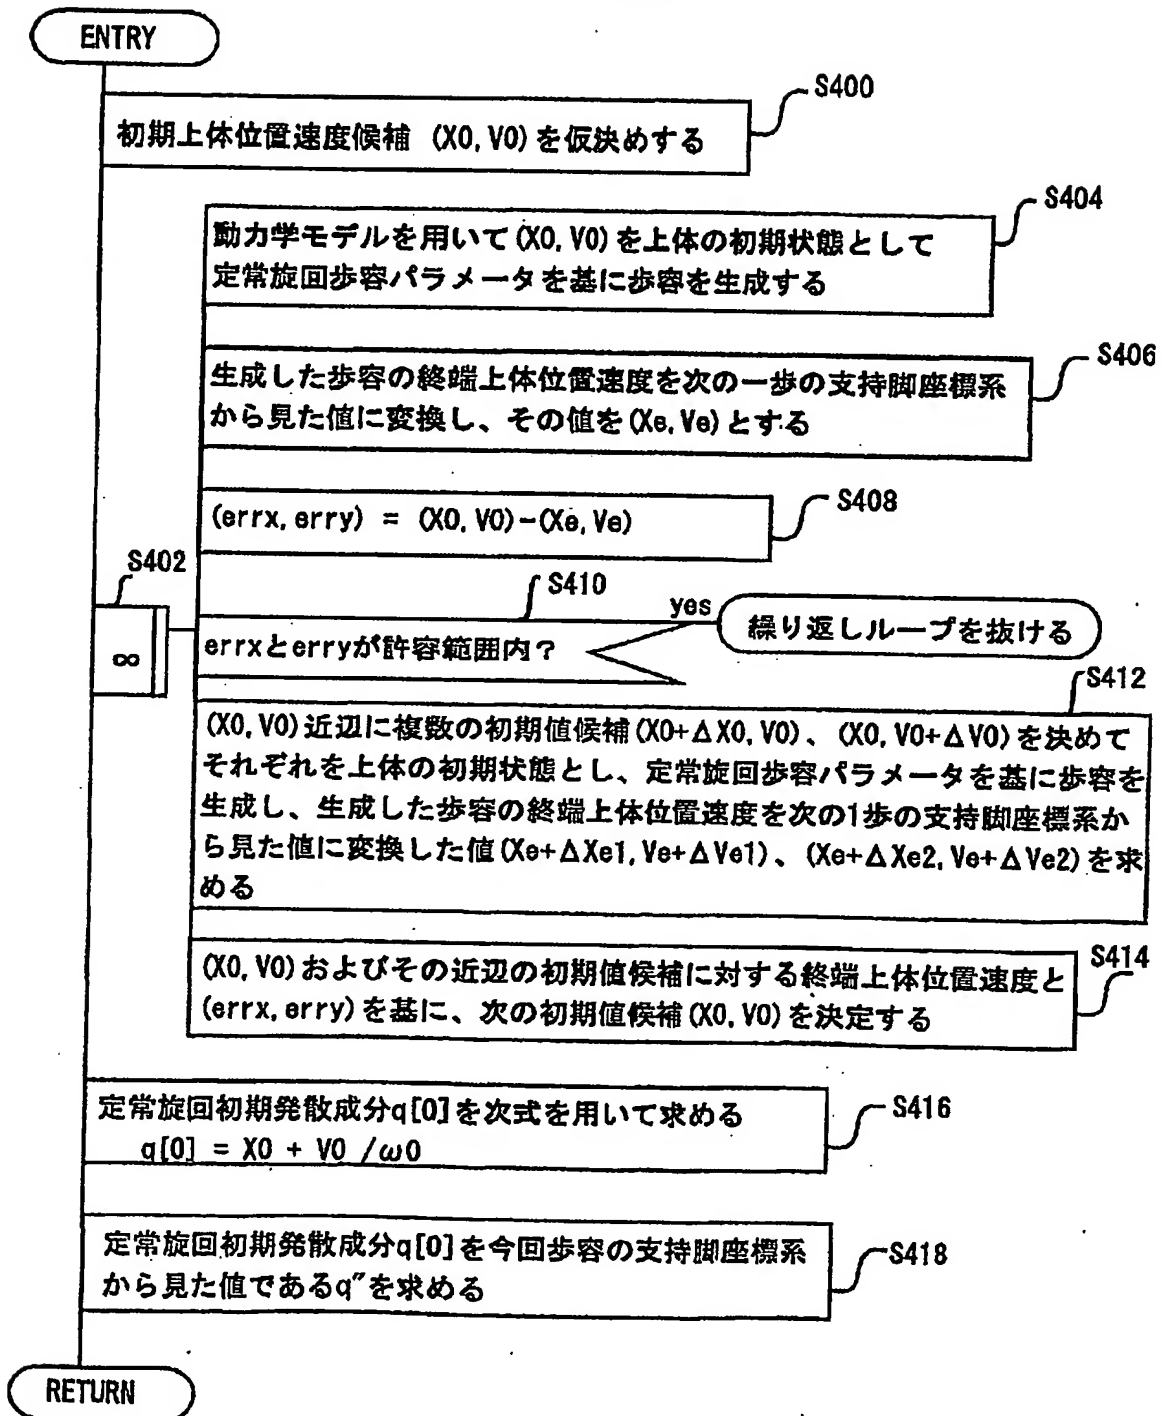 ENTRY
S400
初期上体位置速度候補 (X0, V0)を仮決めする
S404
動力学モデルを用いて(X0, V0)を上体の初期状態として
定常旋回歩容パラメータを基に歩容を生成する
S406
生成した歩容の終端上体位置速度を次の一歩の支持脚座標系
から見た値に変換し、その値を(Xe, Ve)とする
S408
(errx, erry) = (X0, V0)-(Xe, Ve)
S402
∞
S410
errxとerryが許容範囲内?
yes
繰り返しループを抜ける
S412
(X0, V0)近辺に複数の初期値候補(X0+ΔX0, V0)、(X0, V0+ΔV0)を決めて
それぞれを上体の初期状態とし、定常旋回歩容パラメータを基に歩容を
生成し、生成した歩容の終端上体位置速度を次の1歩の支持脚座標系か
ら見た値に変換した値(Xe+ΔXe1, Ve+ΔVe1)、(Xe+ΔXe2, Ve+ΔVe2)を求
める
S414
(X0, V0)およびその近辺の初期値候補に対する終端上体位置速度と
(errx, erry)を基に、次の初期値候補(X0, V0)を決定する
S416
定常旋回初期発散成分q[0]を次式を用いて求める
q[0] = X0 + V0 /ω0
S418
定常旋回初期発散成分q[0]を今回歩容の支持脚座標系
から見た値であるq″を求める
RETURN